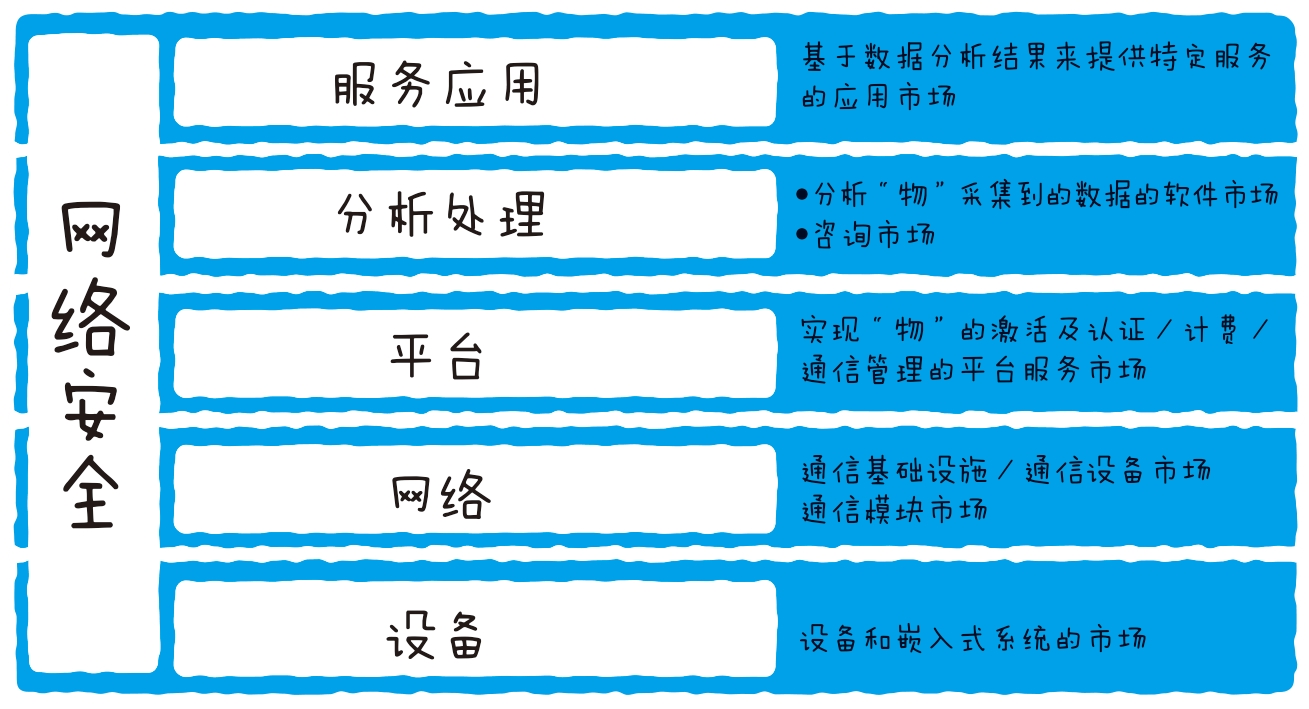 网络安全
服务应用
基于数据分析结果来提供特定服务
的应用市场
分析处理
●分析“物”采集到的数据的软件市场
●咨询市场
平台
实现“物”的激活及认证/计费/
通信管理的平台服务市场
网络
通信基础设施/通信设备市场
通信模块市场
设备
设备和嵌入式系统的市场